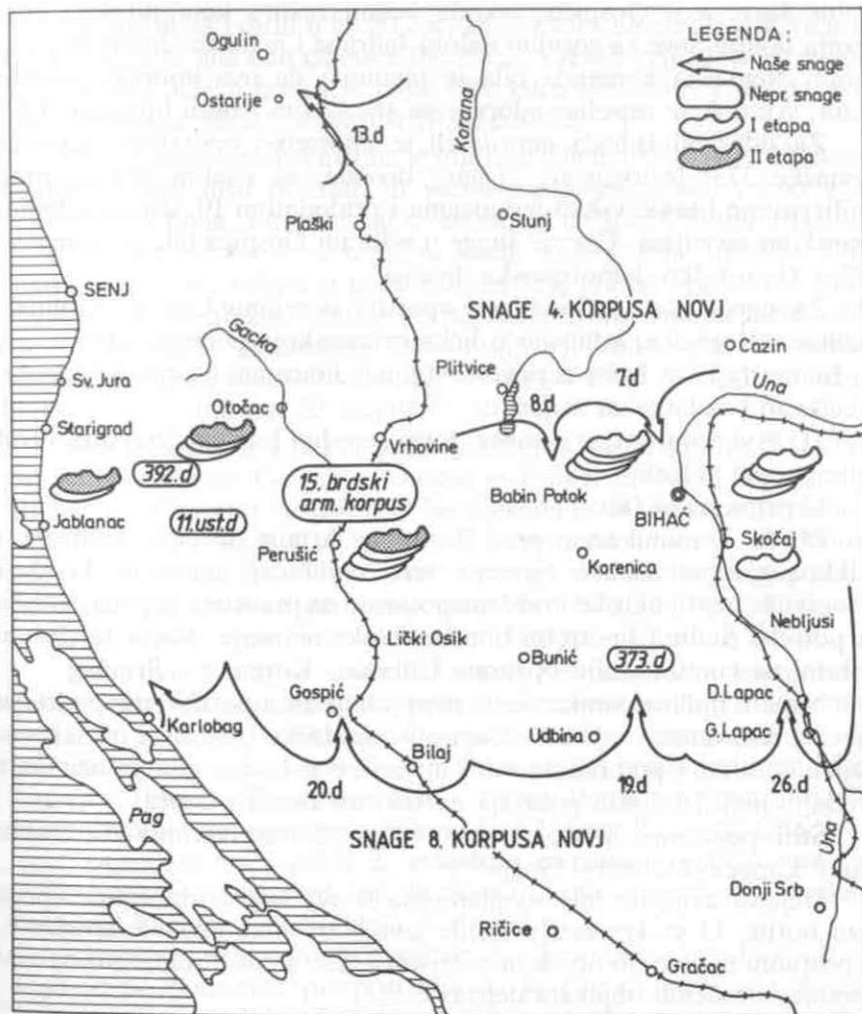 LEGENDA :
Naše snage
Nepr. snage
I etapa
II etapa
Ogulin
Oštarije
13.d
Korana
Plaški
Slunj
SENJ
SNAGE 4. KORPUSA NOVJ
Gacka
Cazin
Plitvice
7d
Una
Sv. Jura
8.d
Otočac
Starigrad
Vrhovine
392.d
15. brdski
arm. korpus
Babin Potok
BIHAĆ
Jablanac
11.ust.d
Skočaj
Perušić
Korenica
Nebljusi
Lički Osik
Bunić
373.d
Gospić
D.Lapac
Karlobag
Udbina
G.Lapac
Bilaj
20.d
19.d
26.d
Pag
Una
SNAGE 8. KORPUSA NOVJ
Donji Srb
Ričice
Gračac